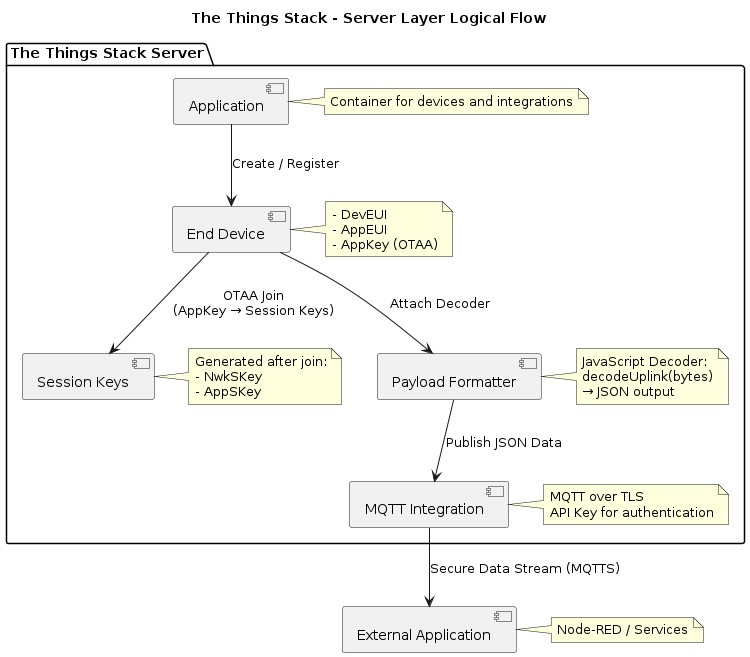 The Things Stack - Server Layer Logical Flow
The Things Stack Server
Application
Container for devices and integrations
Create / Register
End Device
- DevEUI
- AppEUI
- AppKey (OTAA)
OTAA Join
(AppKey → Session Keys)
Attach Decoder
Session Keys
Generated after join:
- NwkSKey
- AppSKey
Payload Formatter
JavaScript Decoder:
decodeUplink(bytes)
→ JSON output
Publish JSON Data
MQTT Integration
MQTT over TLS
API Key for authentication
Secure Data Stream (MQTTS)
External Application
Node-RED / Services